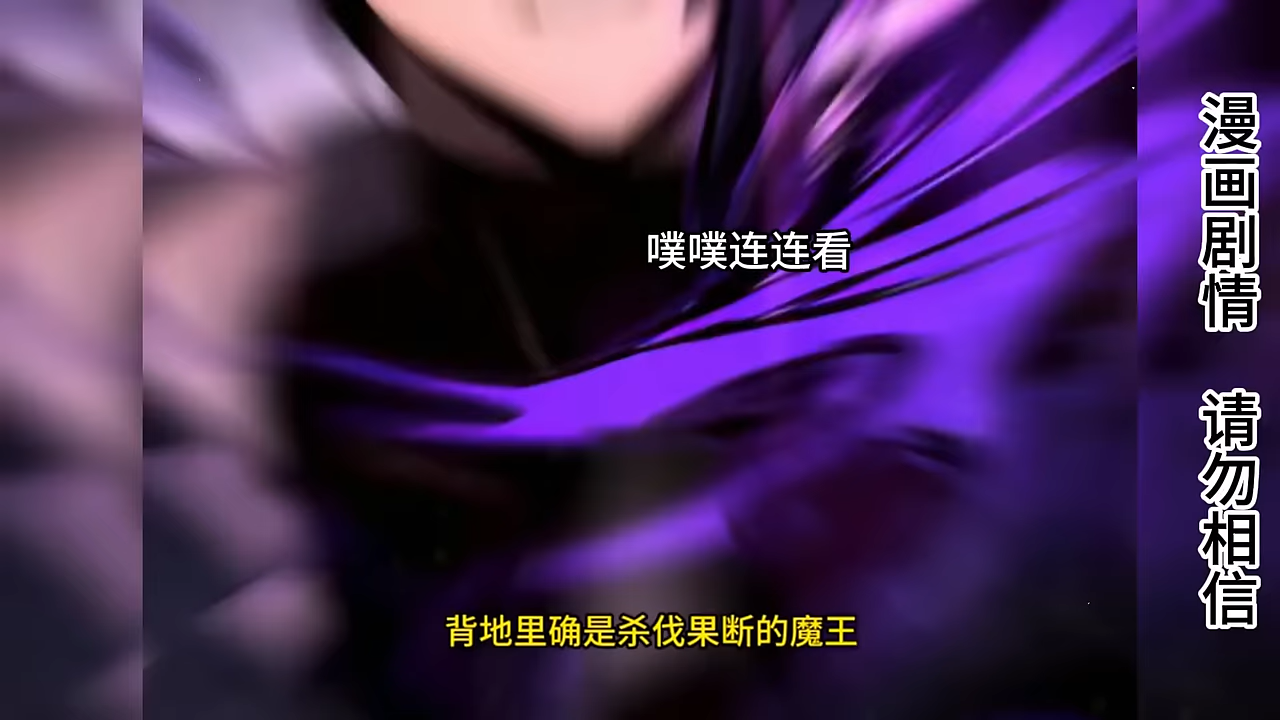 噗噗连连看
背地里确是杀伐果断的魔王
漫画剧情 请勿相信